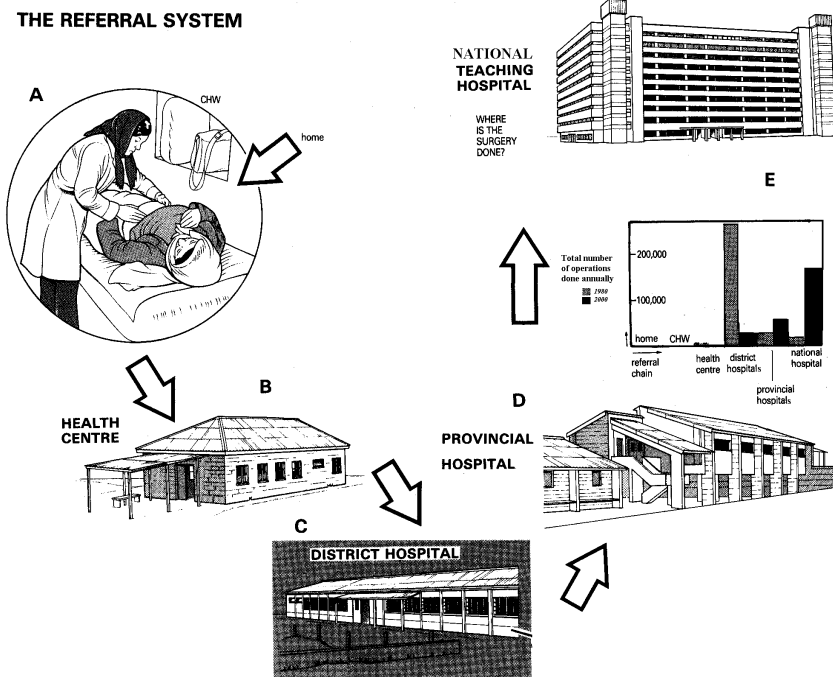 THE REFERRAL SYSTEM
A
CHW
home
B
HEALTH
CENTRE
C
DISTRICT HOSPITAL
D
PROVINCIAL
HOSPITAL
NATIONAL
TEACHING
HOSPITAL
WHERE
IS THE
SURGERY
DONE?
E
Total number
of operations
done annually
1980
2000
200,000
100,000
home CHW
referral
chain
health
centre
district
hospitals
provincial
hospitals
national
hospital